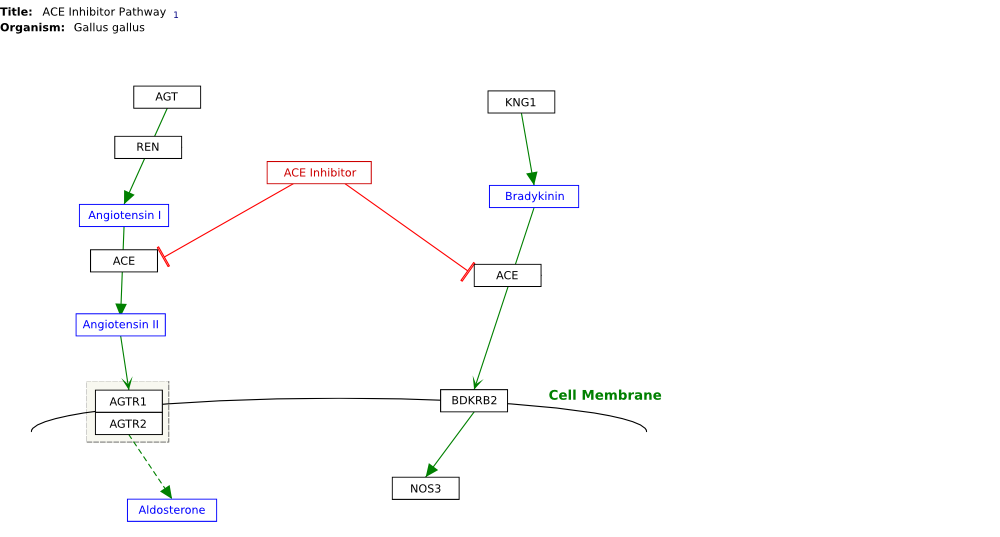 Title: ACE Inhibitor Pathway 1
Organism: Gallus gallus
AGT
KNG1
REN
ACE Inhibitor
Bradykinin
Angiotensin I
ACE
ACE
Angiotensin II
Cell Membrane
AGTR1
BDKRB2
AGTR2
NOS3
Aldosterone